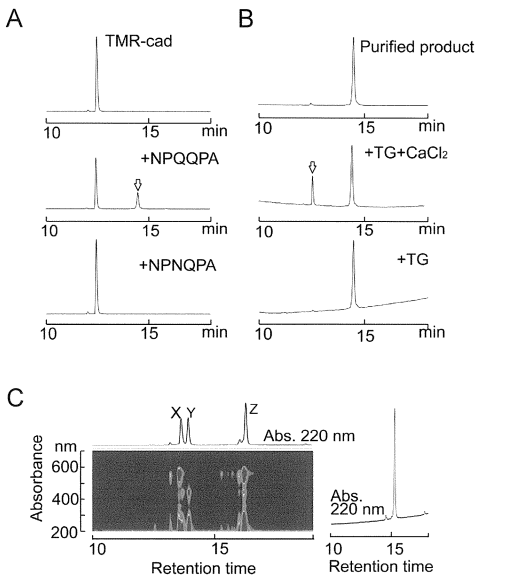 A
B
TMR-cad
Purified product
10 15 min
10 15 min
+NPQQPA
+TG+CaCl₂
10 15 min
10 15 min
+NPNQPA
+TG
10 15 min
10 15 min
C
X Y Z
nm
Abs. 220 nm
600
400
200
Absorbance
10 15
Retention time
Abs.
220 nm
10 15
Retention time